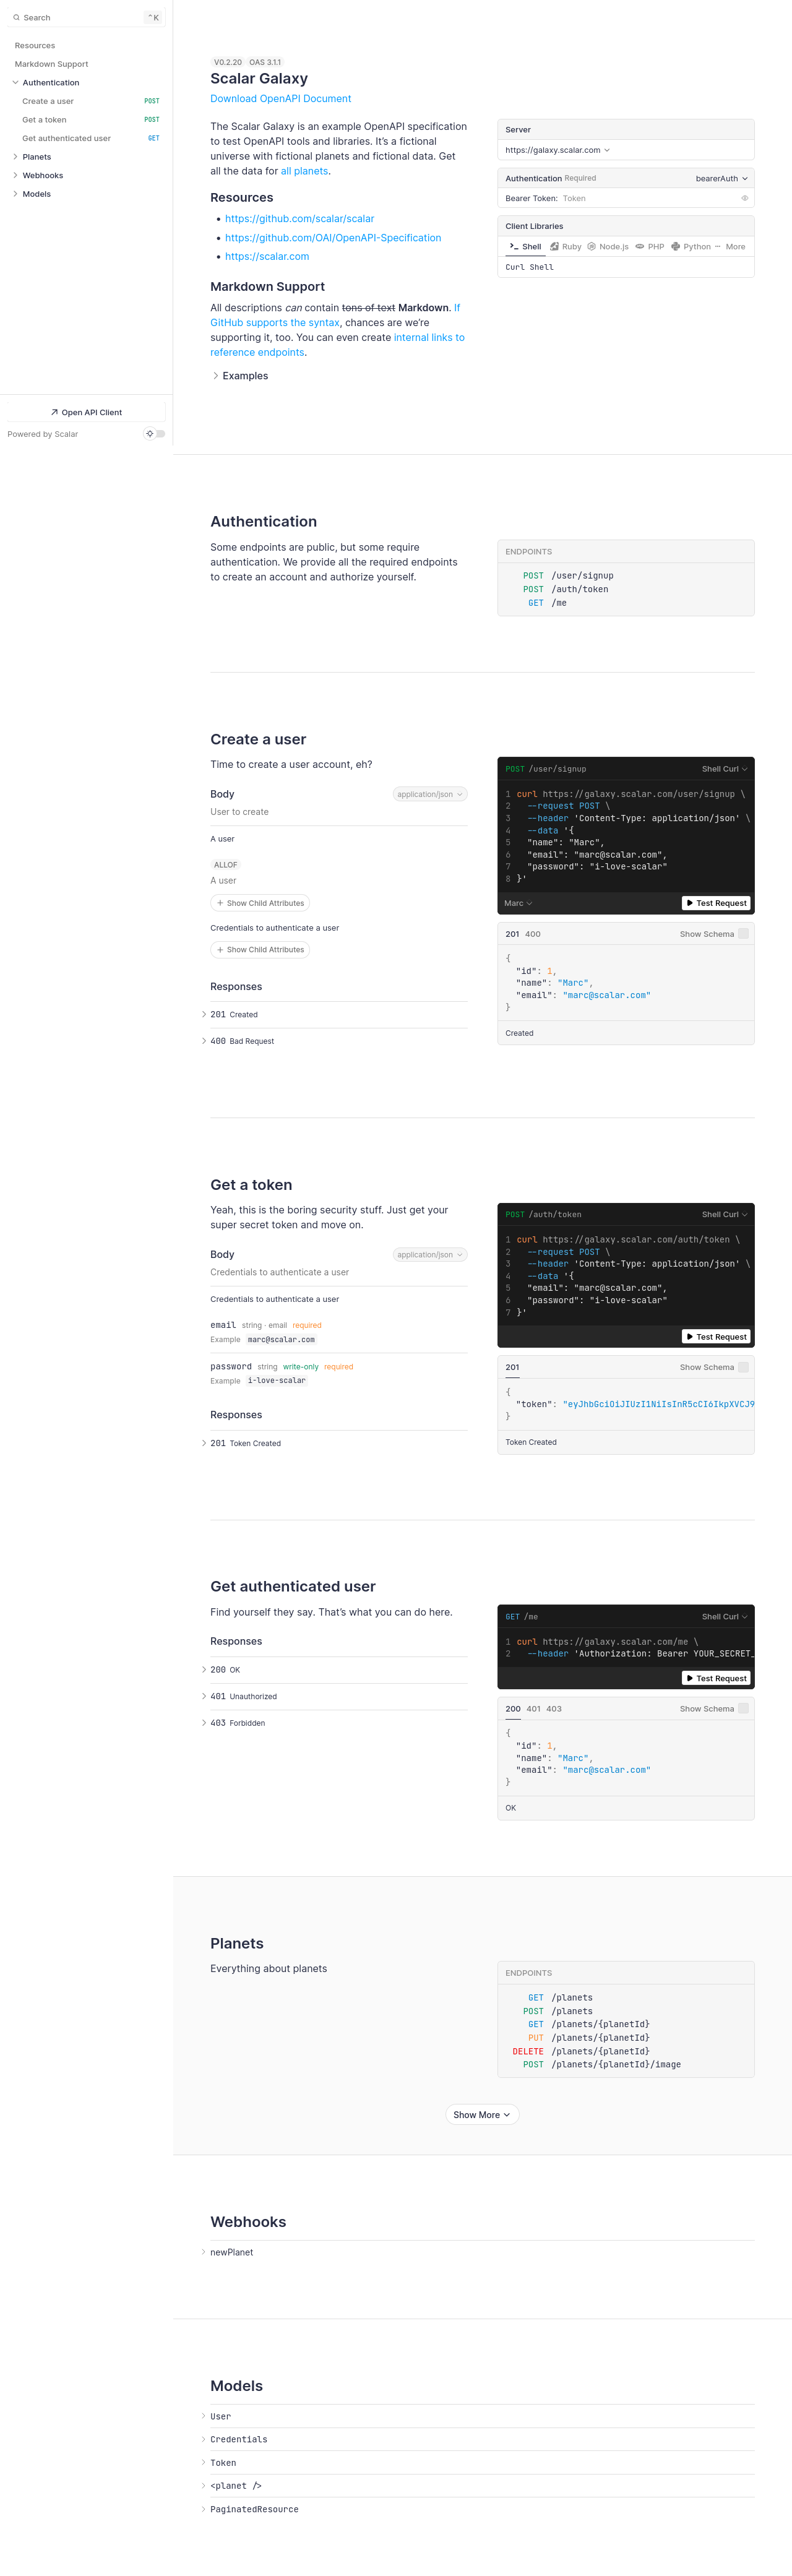 Search
⌃K
Resources
Markdown Support
Authentication
Create a user POST
Get a token POST
Get authenticated user GET
Planets
Webhooks
Models
Open API Client
Powered by Scalar
V0.2.20 OAS 3.1.1
Scalar Galaxy
Download OpenAPI Document
The Scalar Galaxy is an example OpenAPI specification
to test OpenAPI tools and libraries. It's a fictional
universe with fictional planets and fictional data. Get
all the data for all planets.
Resources
• https://github.com/scalar/scalar
• https://github.com/OAI/OpenAPI-Specification
• https://scalar.com
Markdown Support
All descriptions can contain tons of text Markdown. If
GitHub supports the syntax, chances are we're
supporting it, too. You can even create internal links to
reference endpoints.
Examples
Server
https://galaxy.scalar.com
Authentication Required bearerAuth
Bearer Token: Token
Client Libraries
Shell Ruby Node.js PHP Python More
Curl Shell
Authentication
Some endpoints are public, but some require
authentication. We provide all the required endpoints
to create an account and authorize yourself.
ENDPOINTS
POST /user/signup
POST /auth/token
GET /me
Create a user
Time to create a user account, eh?
Body application/json
User to create
A user
ALLOF
A user
Show Child Attributes
Credentials to authenticate a user
Show Child Attributes
Responses
201 Created
400 Bad Request
POST /user/signup Shell Curl
1 curl https://galaxy.scalar.com/user/signup \
2 --request POST \
3 --header 'Content-Type: application/json' \
4 --data '{
5 "name": "Marc",
6 "email": "marc@scalar.com",
7 "password": "i-love-scalar"
8 }'
Marc Test Request
201 400 Show Schema
{
"id": 1,
"name": "Marc",
"email": "marc@scalar.com"
}
Created
Get a token
Yeah, this is the boring security stuff. Just get your
super secret token and move on.
Body application/json
Credentials to authenticate a user
Credentials to authenticate a user
email string · email required
Example marc@scalar.com
password string write-only required
Example i-love-scalar
Responses
201 Token Created
POST /auth/token Shell Curl
1 curl https://galaxy.scalar.com/auth/token \
2 --request POST \
3 --header 'Content-Type: application/json' \
4 --data '{
5 "email": "marc@scalar.com",
6 "password": "i-love-scalar"
7 }'
Test Request
201 Show Schema
{
"token": "eyJhbGciOiJIUzI1NiIsInR5cCI6IkpXVCJ9
}
Token Created
Get authenticated user
Find yourself they say. That's what you can do here.
Responses
200 OK
401 Unauthorized
403 Forbidden
GET /me Shell Curl
1 curl https://galaxy.scalar.com/me \
2 --header 'Authorization: Bearer YOUR_SECRET_
Test Request
200 401 403 Show Schema
{
"id": 1,
"name": "Marc",
"email": "marc@scalar.com"
}
OK
Planets
Everything about planets
ENDPOINTS
GET /planets
POST /planets
GET /planets/{planetId}
PUT /planets/{planetId}
DELETE /planets/{planetId}
POST /planets/{planetId}/image
Show More
Webhooks
newPlanet
Models
User
Credentials
Token
<planet />
PaginatedResource